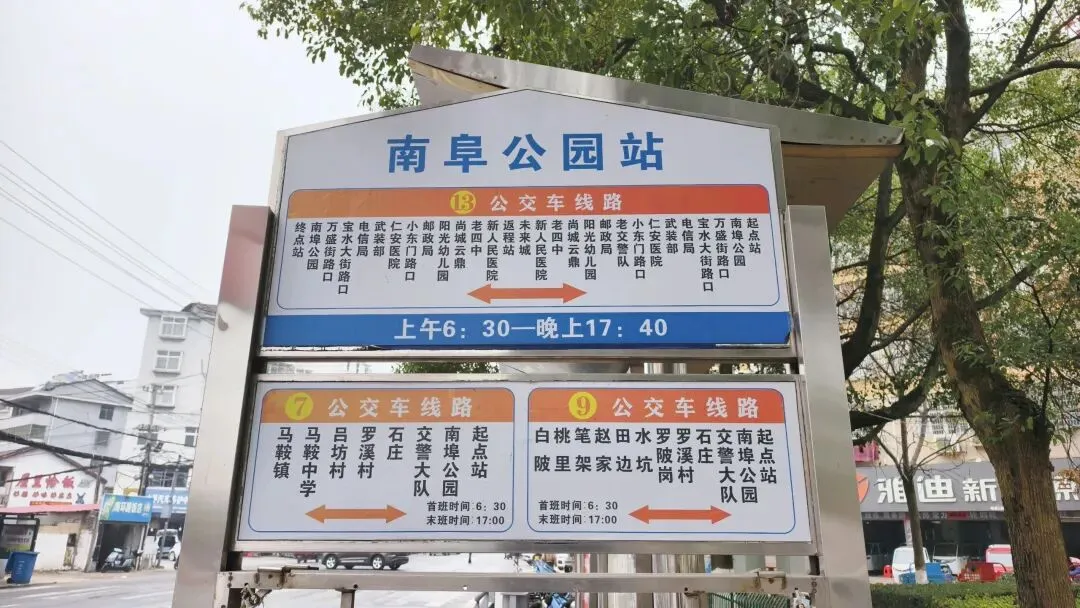 南阜公园站
13 公交车线路
终点站
南埠公园
万盛街路口
宝水大街路口
电信局
武装部
仁安医院
小东门路口
邮政局
阳光幼儿园
尚城云鼎
老四中
新人民医院
返程站
未来城
新人民医院
老四中
尚城云鼎
阳光幼儿园
邮政局
老交警队
小东门路口
仁安医院
武装部
电信局
宝水大街路口
万盛街路口
南埠公园
起点站
上午6：30—晚上17：40
7 公交车线路
马鞍镇
马鞍中学
吕坊村
罗溪村
石庄
交警大队
南埠公园
起点站
首班时间:6：30
末班时间:17:00
9 公交车线路
白陂
桃里
笔架
赵家
田边
水坑
罗陂岗
罗溪村
石庄
交警大队
南埠公园
起点站
首班时间:6：30
末班时间:17:00
雅迪新